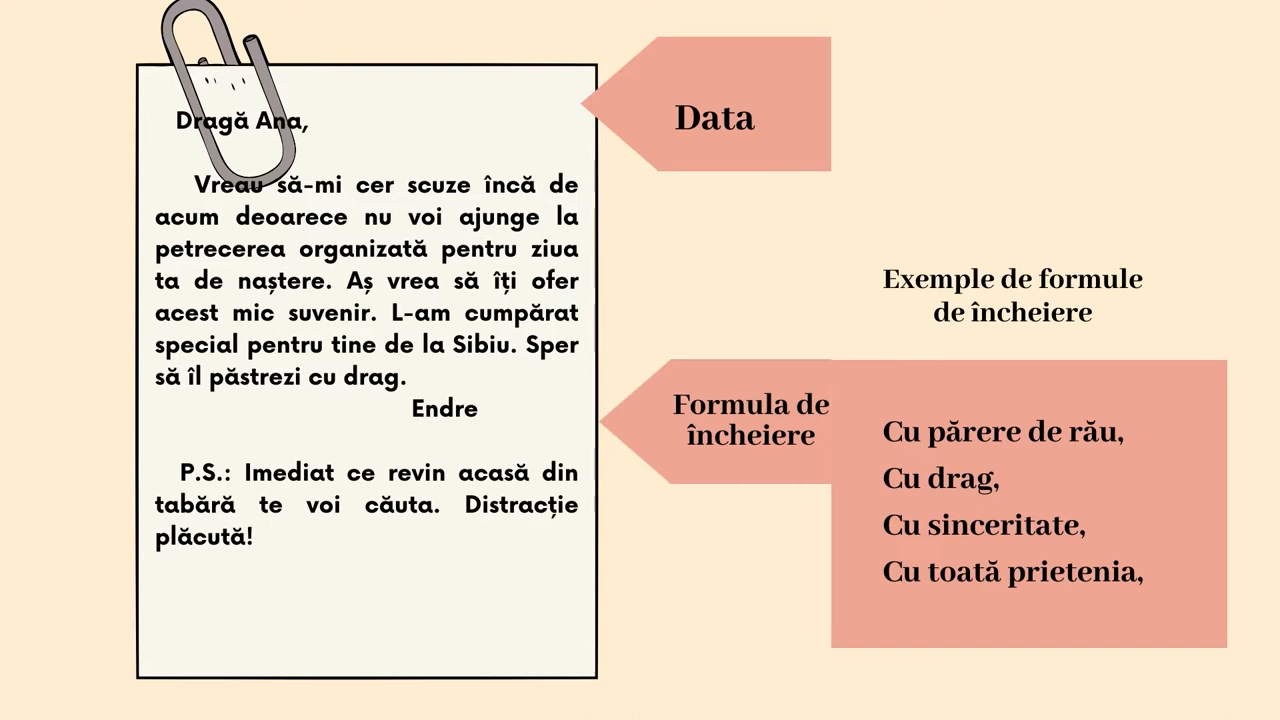 Dragă Ana,
Vreau să-mi cer scuze încă de
acum deoarece nu voi ajunge la
petrecerea organizată pentru ziua
ta de naștere. Aș vrea să îți ofer
acest mic suvenir. L-am cumpărat
special pentru tine de la Sibiu. Sper
să îl păstrezi cu drag.
Endre
P.S.: Imediat ce revin acasă din
tabără te voi căuta. Distracție
plăcută!
Data
Formula de
încheiere
Exemple de formule
de încheiere
Cu părere de rău,
Cu drag,
Cu sinceritate,
Cu toată prietenia,